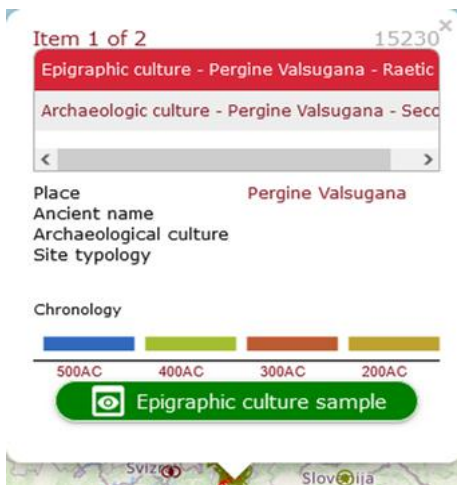 Item 1 of 2 15230
Epigraphic culture - Pergine Valsugana - Raetic
Archaeologic culture - Pergine Valsugana - Seco
Place Pergine Valsugana
Ancient name
Archaeological culture
Site typology
Chronology
500AC 400AC 300AC 200AC
Epigraphic culture sample
Slovenija